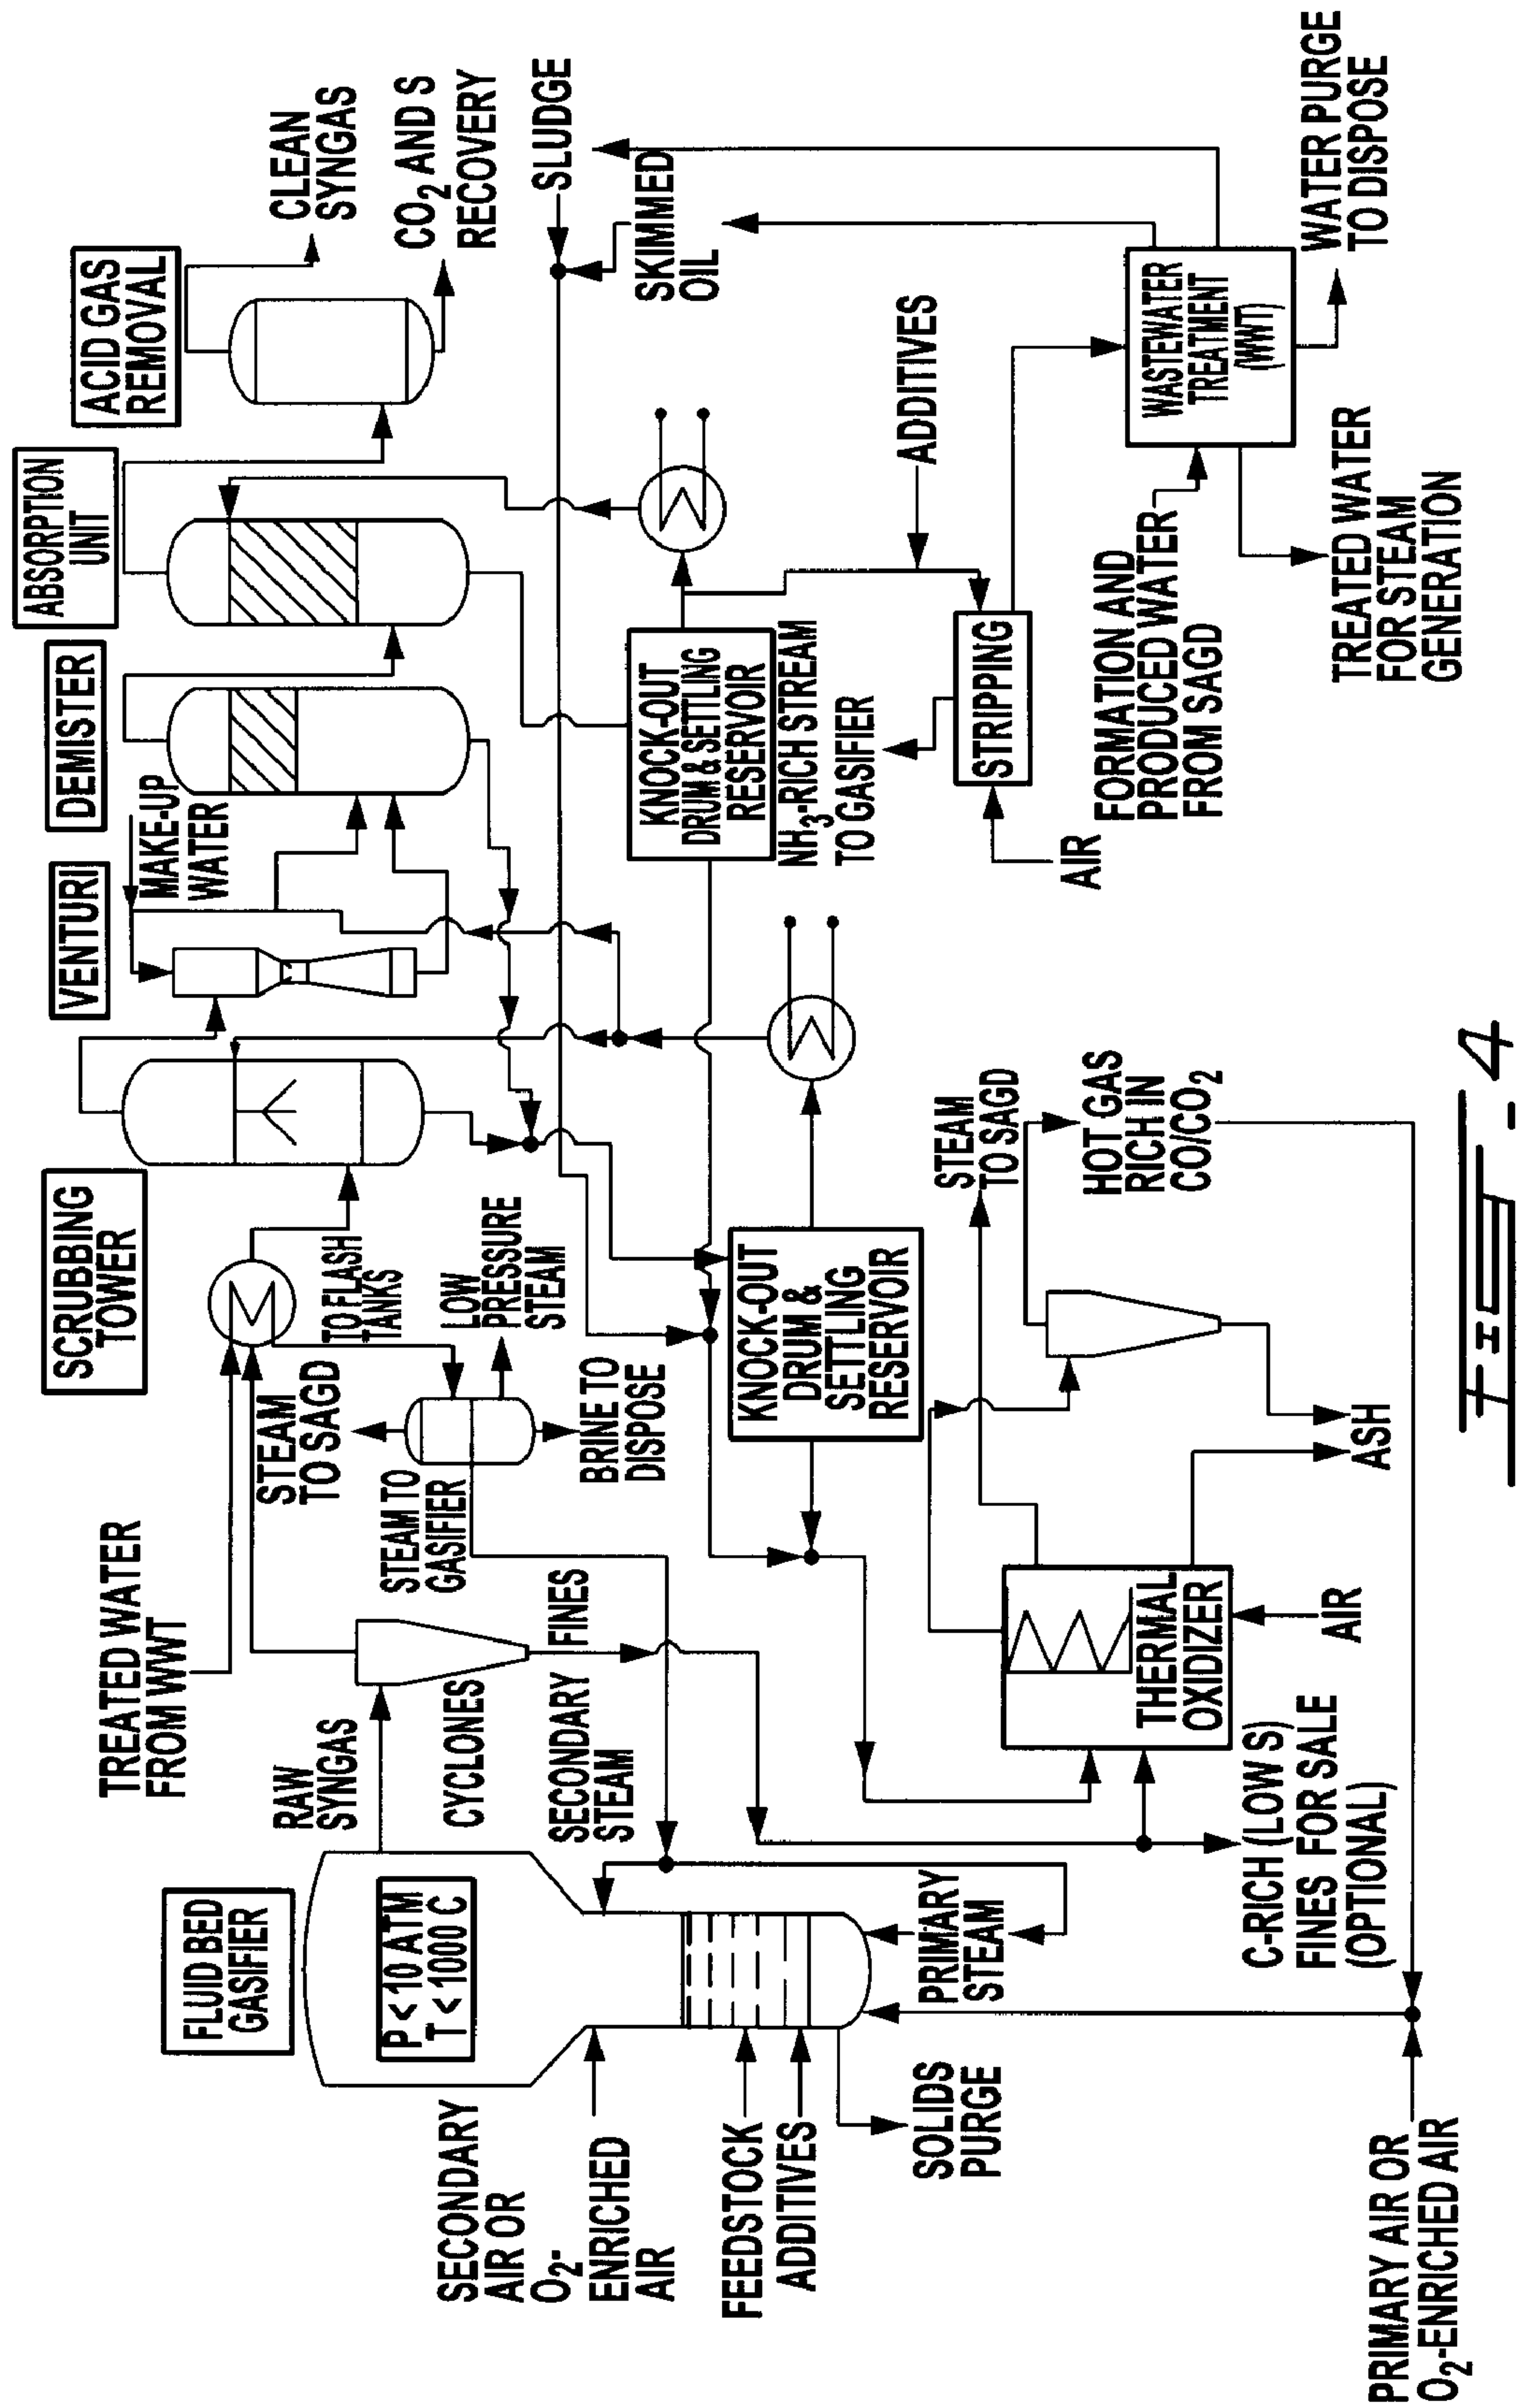 FLUID BED
GASIFIER
P < 10 ATM
T < 1000 C
SECONDARY
AIR OR
O2-
ENRICHED
AIR
FEEDSTOCK
ADDITIVES
SOLIDS
PURGE
PRIMARY AIR OR
O2-ENRICHED AIR
PRIMARY
STEAM
SECONDARY
STEAM
RAW
SYNGAS
CYCLONES
FINES
TREATED WATER
FROM WWT
STEAM TO
GASIFIER
STEAM
TO SAGD
BRINE TO
DISPOSE
LOW
PRESSURE
STEAM
TO FLASH
TANKS
SCRUBBING
TOWER
VENTURI
MAKE-UP
WATER
DEMISTER
ABSORPTION
UNIT
ACID GAS
REMOVAL
CLEAN
SYNGAS
CO2 AND S
RECOVERY
SLUDGE
SKIMMED
OIL
KNOCK-OUT
DRUM & SETTLING
RESERVOIR
NH3-RICH STREAM
TO GASIFIER
ADDITIVES
STRIPPING
AIR
WASTEWATER
TREATMENT
(WWT)
FORMATION AND
PRODUCED WATER
FROM SAGD
TREATED WATER
FOR STEAM
GENERATION
WATER PURGE
TO DISPOSE
KNOCK-OUT
DRUM &
SETTLING
RESERVOIR
STEAM
TO SAGD
HOT GAS
RICH IN
CO/CO2
ASH
THERMAL
OXIDIZER
AIR
C-RICH (LOW S)
FINES FOR SALE
(OPTIONAL)
FIG. 4